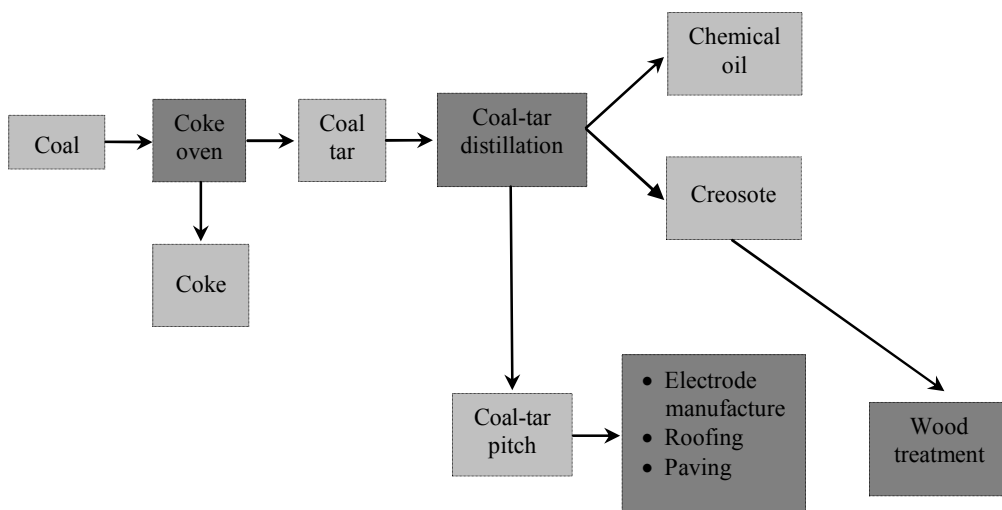 Chemical
oil
Coal
Coke
oven
Coal
tar
Coal-tar
distillation
Creosote
Coke
Coal-tar
pitch
• Electrode
manufacture
• Roofing
• Paving
Wood
treatment